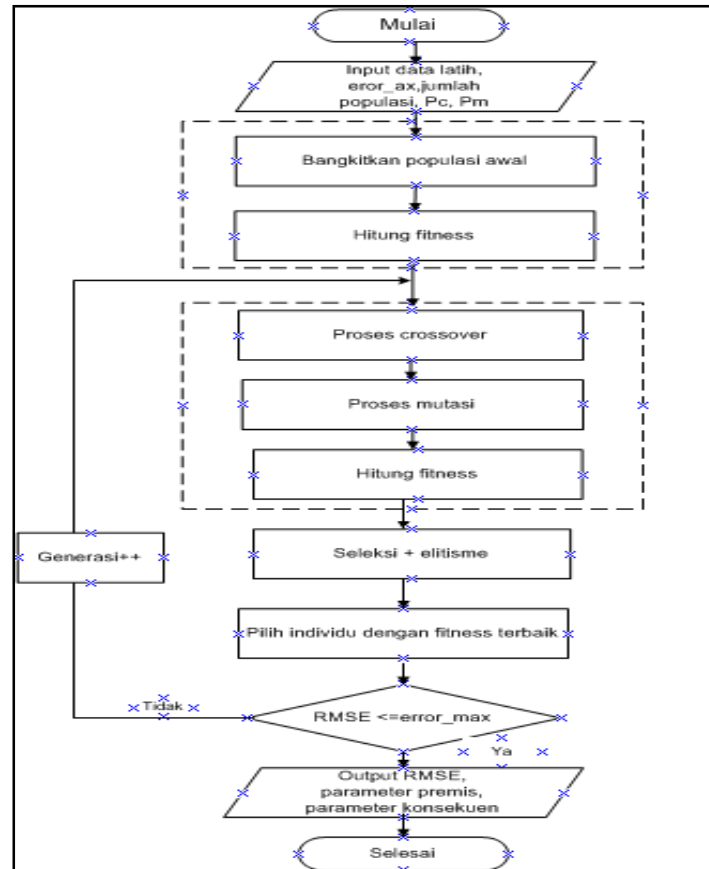 Mulai
Input data latih,
eror_ax,jumlah
populasi, Pc, Pm
Bangkitkan populasi awal
Hitung fitness
Proses crossover
Proses mutasi
Hitung fitness
Generasi++
Seleksi + elitisme
Pilih individu dengan fitness terbaik
Tidak
RMSE <=error_max
Ya
Output RMSE,
parameter premis,
parameter konsekuen
Selesai